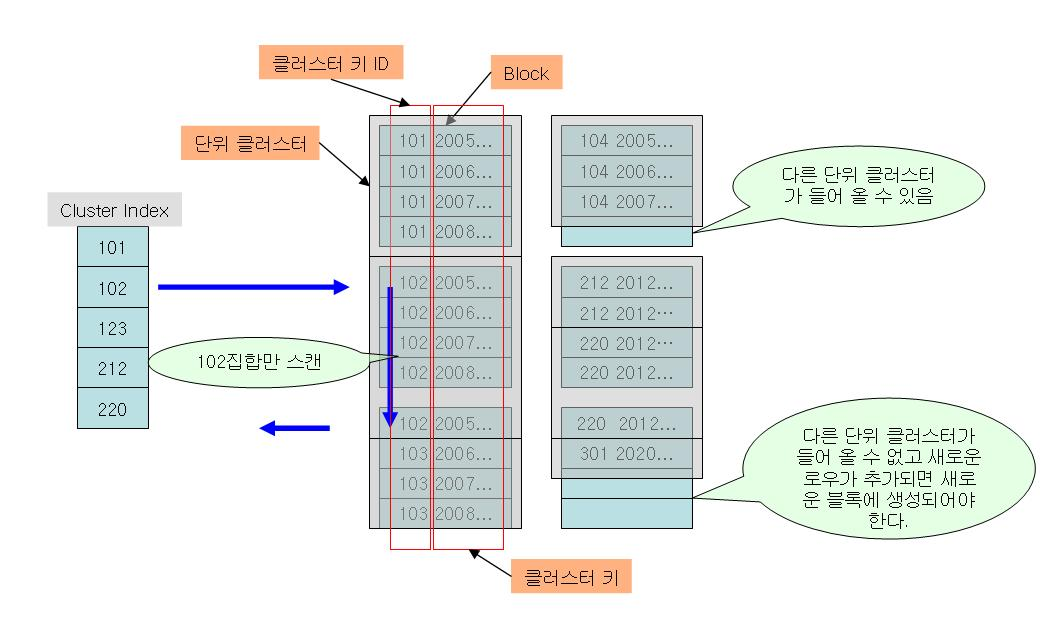 클러스터 키 ID
Block
단위 클러스터
Cluster Index
101
102
123
212
220
101 2005...
101 2006...
101 2007...
101 2008...
102 2005...
102 2006...
102 2007...
102 2008...
102 2005...
103 2006...
103 2007...
103 2008...
102집합만 스캔
104 2005...
104 2006...
104 2007...
212 2012...
212 2012…
220 2012…
220 2012...
220 2012...
301 2020...
다른 단위 클러스터
가 들어 올 수 있음
다른 단위 클러스터가
들어 올 수 없고 새로운
로우가 추가되면 새로
운 블록에 생성되어야
한다.
클러스터 키